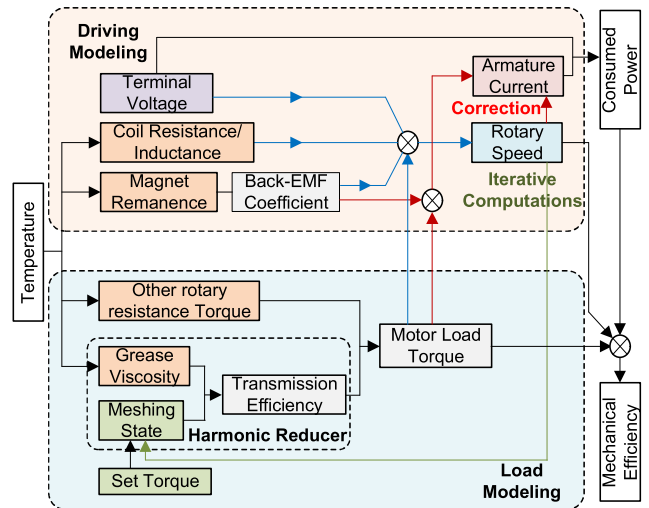 Driving
Modeling
Terminal
Voltage
Coil Resistance/
Inductance
Magnet
Remanence
Back-EMF
Coefficient
Armature
Current
Correction
Rotary
Speed
Iterative
Computations
Consumed
Power
Temperature
Other rotary
resistance Torque
Motor Load
Torque
Grease
Viscosity
Transmission
Efficiency
Meshing
State
Harmonic Reducer
Set Torque
Load
Modeling
Mechanical
Efficiency